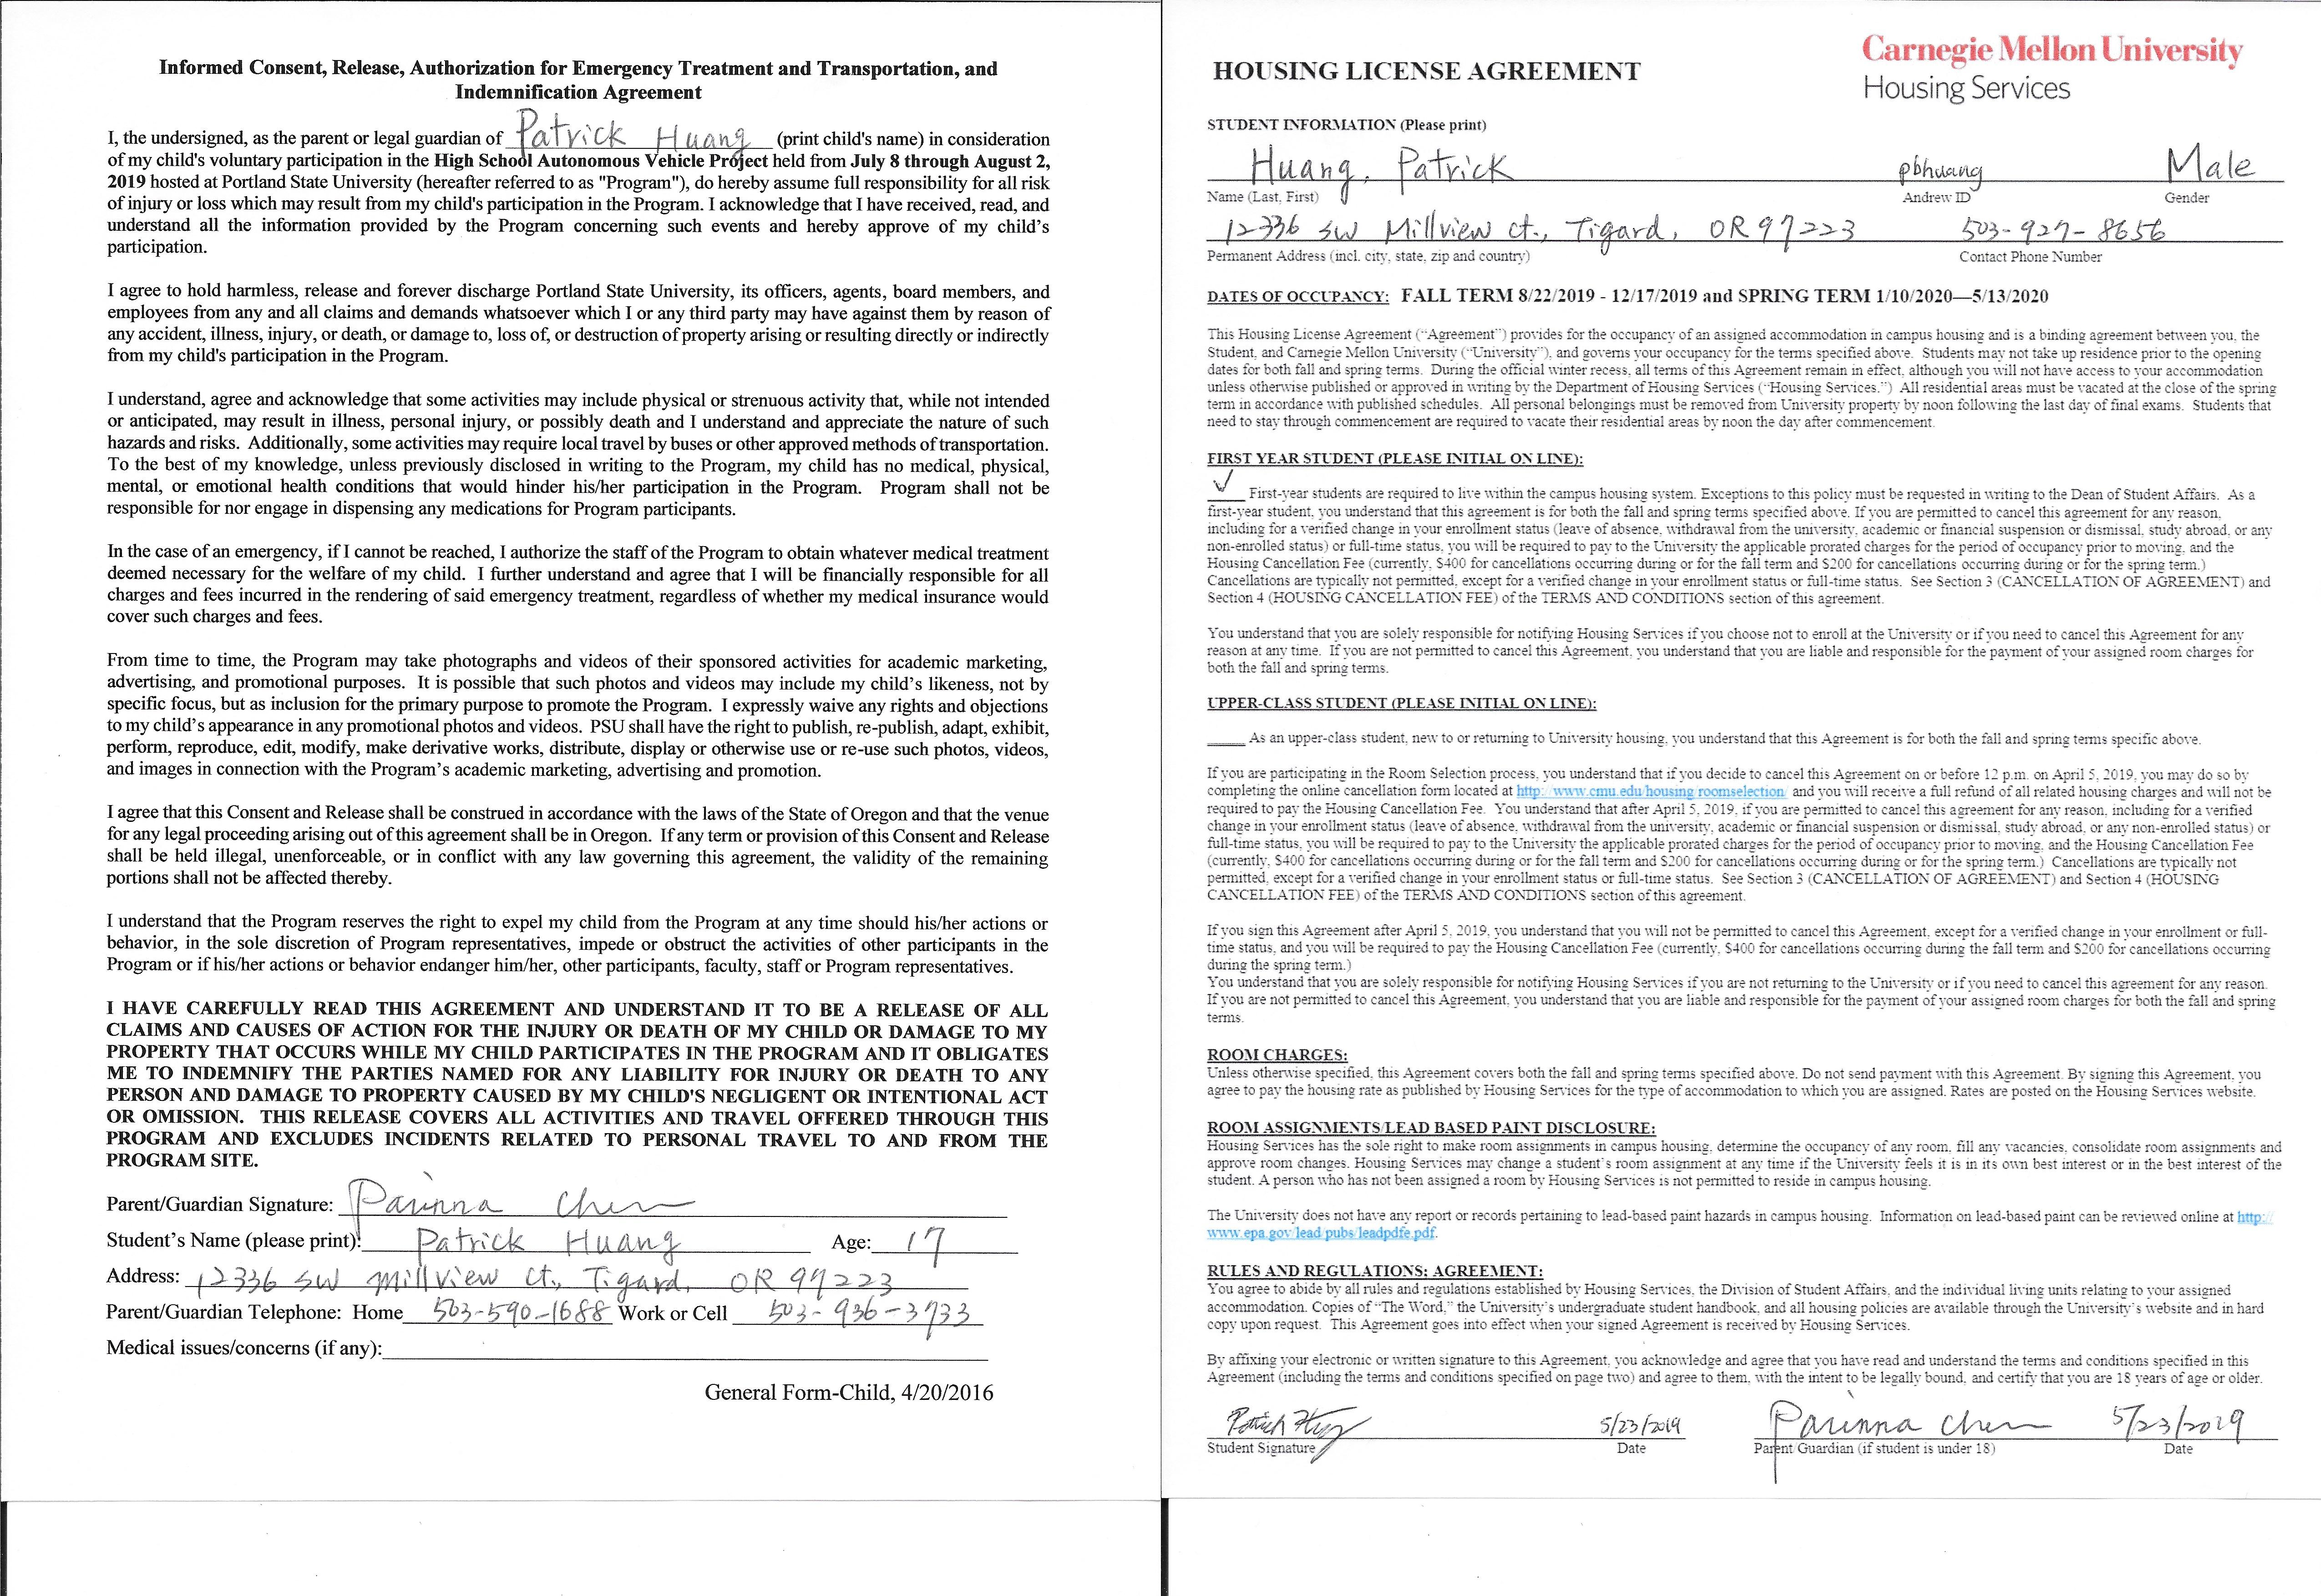 Informed Consent, Release, Authorization for Emergency Treatment and Transportation, and
Indemnification Agreement
I, the undersigned, as the parent or legal guardian of Patrick Huang (print child's name) in consideration
of my child's voluntary participation in the High School Autonomous Vehicle Project held from July 8 through August 2,
2019 hosted at Portland State University (hereafter referred to as "Program"), do hereby assume full responsibility for all risk
of injury or loss which may result from my child's participation in the Program. I acknowledge that I have received, read, and
understand all the information provided by the Program concerning such events and hereby approve of my child's
participation.
I agree to hold harmless, release and forever discharge Portland State University, its officers, agents, board members, and
employees from any and all claims and demands whatsoever which I or any third party may have against them by reason of
any accident, illness, injury, or death, or damage to, loss of, or destruction of property arising or resulting directly or indirectly
from my child's participation in the Program.
I understand, agree and acknowledge that some activities may include physical or strenuous activity that, while not intended
or anticipated, may result in illness, personal injury, or possibly death and I understand and appreciate the nature of such
hazards and risks. Additionally, some activities may require local travel by buses or other approved methods of transportation.
To the best of my knowledge, unless previously disclosed in writing to the Program, my child has no medical, physical,
mental, or emotional health conditions that would hinder his/her participation in the Program. Program shall not be
responsible for nor engage in dispensing any medications for Program participants.
In the case of an emergency, if I cannot be reached, I authorize the staff of the Program to obtain whatever medical treatment
deemed necessary for the welfare of my child. I further understand and agree that I will be financially responsible for all
charges and fees incurred in the rendering of said emergency treatment, regardless of whether my medical insurance would
cover such charges and fees.
From time to time, the Program may take photographs and videos of their sponsored activities for academic marketing,
advertising, and promotional purposes. It is possible that such photos and videos may include my child's likeness, not by
specific focus, but as inclusion for the primary purpose to promote the Program. I expressly waive any rights and objections
to my child's appearance in any promotional photos and videos. PSU shall have the right to publish, re-publish, adapt, exhibit,
perform, reproduce, edit, modify, make derivative works, distribute, display or otherwise use or re-use such photos, videos,
and images in connection with the Program's academic marketing, advertising and promotion.
I agree that this Consent and Release shall be construed in accordance with the laws of the State of Oregon and that the venue
for any legal proceeding arising out of this agreement shall be in Oregon. If any term or provision of this Consent and Release
shall be held illegal, unenforceable, or in conflict with any law governing this agreement, the validity of the remaining
portions shall not be affected thereby.
I understand that the Program reserves the right to expel my child from the Program at any time should his/her actions or
behavior, in the sole discretion of Program representatives, impede or obstruct the activities of other participants in the
Program or if his/her actions or behavior endanger him/her, other participants, faculty, staff or Program representatives.
I HAVE CAREFULLY READ THIS AGREEMENT AND UNDERSTAND IT TO BE A RELEASE OF ALL
CLAIMS AND CAUSES OF ACTION FOR THE INJURY OR DEATH OF MY CHILD OR DAMAGE TO MY
PROPERTY THAT OCCURS WHILE MY CHILD PARTICIPATES IN THE PROGRAM AND IT OBLIGATES
ME TO INDEMNIFY THE PARTIES NAMED FOR ANY LIABILITY FOR INJURY OR DEATH TO ANY
PERSON AND DAMAGE TO PROPERTY CAUSED BY MY CHILD'S NEGLIGENT OR INTENTIONAL ACT
OR OMISSION. THIS RELEASE COVERS ALL ACTIVITIES AND TRAVEL OFFERED THROUGH THIS
PROGRAM AND EXCLUDES INCIDENTS RELATED TO PERSONAL TRAVEL TO AND FROM THE
PROGRAM SITE.
Parent/Guardian Signature: Parinna Chen
Student's Name (please print): Patrick Huang Age: 17
Address: 12336 SW Millview Ct., Tigard, OR 97223
Parent/Guardian Telephone: Home 503-590-1688 Work or Cell 503-936-3733
Medical issues/concerns (if any):
General Form-Child, 4/20/2016
Carnegie Mellon University
HOUSING LICENSE AGREEMENT
Housing Services
STUDENT INFORMATION (Please print)
Huang, Patrick pbhuang Male
Name (Last, First) Andrew ID Gender
12336 SW Millview ct., Tigard, OR 97223 503-927-8656
Permanent Address (incl. city, state, zip and country) Contact Phone Number
DATES OF OCCUPANCY: FALL TERM 8/22/2019 - 12/17/2019 and SPRING TERM 1/10/2020—5/13/2020
This Housing License Agreement ("Agreement") provides for the occupancy of an assigned accommodation in campus housing and is a binding agreement between you, the
Student, and Carnegie Mellon University ("University"), and governs your occupancy for the terms specified above. Students may not take up residence prior to the opening
dates for both fall and spring terms. During the official winter recess, all terms of this Agreement remain in effect, although you will not have access to your accommodation
unless otherwise published or approved in writing by the Department of Housing Services ("Housing Services.") All residential areas must be vacated at the close of the spring
term in accordance with published schedules. All personal belongings must be removed from University property by noon following the last day of final exams. Students that
need to stay through commencement are required to vacate their residential areas by noon the day after commencement.
FIRST YEAR STUDENT (PLEASE INITIAL ON LINE):
✓ First-year students are required to live within the campus housing system. Exceptions to this policy must be requested in writing to the Dean of Student Affairs. As a
first-year student, you understand that this agreement is for both the fall and spring terms specified above. If you are permitted to cancel this agreement for any reason,
including for a verified change in your enrollment status (leave of absence, withdrawal from the university, academic or financial suspension or dismissal, study abroad, or any
non-enrolled status) or full-time status, you will be required to pay to the University the applicable prorated charges for the period of occupancy prior to moving, and the
Housing Cancellation Fee (currently, $400 for cancellations occurring during or for the fall term and $200 for cancellations occurring during or for the spring term.)
Cancellations are typically not permitted, except for a verified change in your enrollment status or full-time status. See Section 3 (CANCELLATION OF AGREEMENT) and
Section 4 (HOUSING CANCELLATION FEE) of the TERMS AND CONDITIONS section of this agreement.
You understand that you are solely responsible for notifying Housing Services if you choose not to enroll at the University or if you need to cancel this Agreement for any
reason at any time. If you are not permitted to cancel this Agreement, you understand that you are liable and responsible for the payment of your assigned room charges for
both the fall and spring terms.
UPPER-CLASS STUDENT (PLEASE INITIAL ON LINE):
As an upper-class student, new to or returning to University housing, you understand that this Agreement is for both the fall and spring terms specific above.
If you are participating in the Room Selection process, you understand that if you decide to cancel this Agreement on or before 12 p.m. on April 5, 2019, you may do so by
completing the online cancellation form located at http://www.cmu.edu/housing/roomselection/ and you will receive a full refund of all related housing charges and will not be
required to pay the Housing Cancellation Fee. You understand that after April 5, 2019, if you are permitted to cancel this agreement for any reason, including for a verified
change in your enrollment status (leave of absence, withdrawal from the university, academic or financial suspension or dismissal, study abroad, or any non-enrolled status) or
full-time status, you will be required to pay to the University the applicable prorated charges for the period of occupancy prior to moving, and the Housing Cancellation Fee
(currently, $400 for cancellations occurring during or for the fall term and $200 for cancellations occurring during or for the spring term.) Cancellations are typically not
permitted, except for a verified change in your enrollment status or full-time status. See Section 3 (CANCELLATION OF AGREEMENT) and Section 4 (HOUSING
CANCELLATION FEE) of the TERMS AND CONDITIONS section of this agreement.
If you sign this Agreement after April 5, 2019, you understand that you will not be permitted to cancel this Agreement, except for a verified change in your enrollment or full-
time status, and you will be required to pay the Housing Cancellation Fee (currently, $400 for cancellations occurring during the fall term and $200 for cancellations occurring
during the spring term.)
You understand that you are solely responsible for notifying Housing Services if you are not returning to the University or if you need to cancel this agreement for any reason.
If you are not permitted to cancel this Agreement, you understand that you are liable and responsible for the payment of your assigned room charges for both the fall and spring
terms.
ROOM CHARGES:
Unless otherwise specified, this Agreement covers both the fall and spring terms specified above. Do not send payment with this Agreement. By signing this Agreement, you
agree to pay the housing rate as published by Housing Services for the type of accommodation to which you are assigned. Rates are posted on the Housing Services website.
ROOM ASSIGNMENTS/LEAD BASED PAINT DISCLOSURE:
Housing Services has the sole right to make room assignments in campus housing, determine the occupancy of any room, fill any vacancies, consolidate room assignments and
approve room changes. Housing Services may change a student's room assignment at any time if the University feels it is in its own best interest or in the best interest of the
student. A person who has not been assigned a room by Housing Services is not permitted to reside in campus housing.
The University does not have any report or records pertaining to lead-based paint hazards in campus housing. Information on lead-based paint can be reviewed online at http://
www.epa.gov/lead/pubs/leadpdfe.pdf.
RULES AND REGULATIONS; AGREEMENT:
You agree to abide by all rules and regulations established by Housing Services, the Division of Student Affairs, and the individual living units relating to your assigned
accommodation. Copies of "The Word," the University's undergraduate student handbook, and all housing policies are available through the University's website and in hard
copy upon request. This Agreement goes into effect when your signed Agreement is received by Housing Services.
By affixing your electronic or written signature to this Agreement, you acknowledge and agree that you have read and understand the terms and conditions specified in this
Agreement (including the terms and conditions specified on page two) and agree to them, with the intent to be legally bound, and certify that you are 18 years of age or older.
Patrick Huang 5/23/2019 Parinna Chen 5/23/2019
Student Signature Date Parent/Guardian (if student is under 18) Date